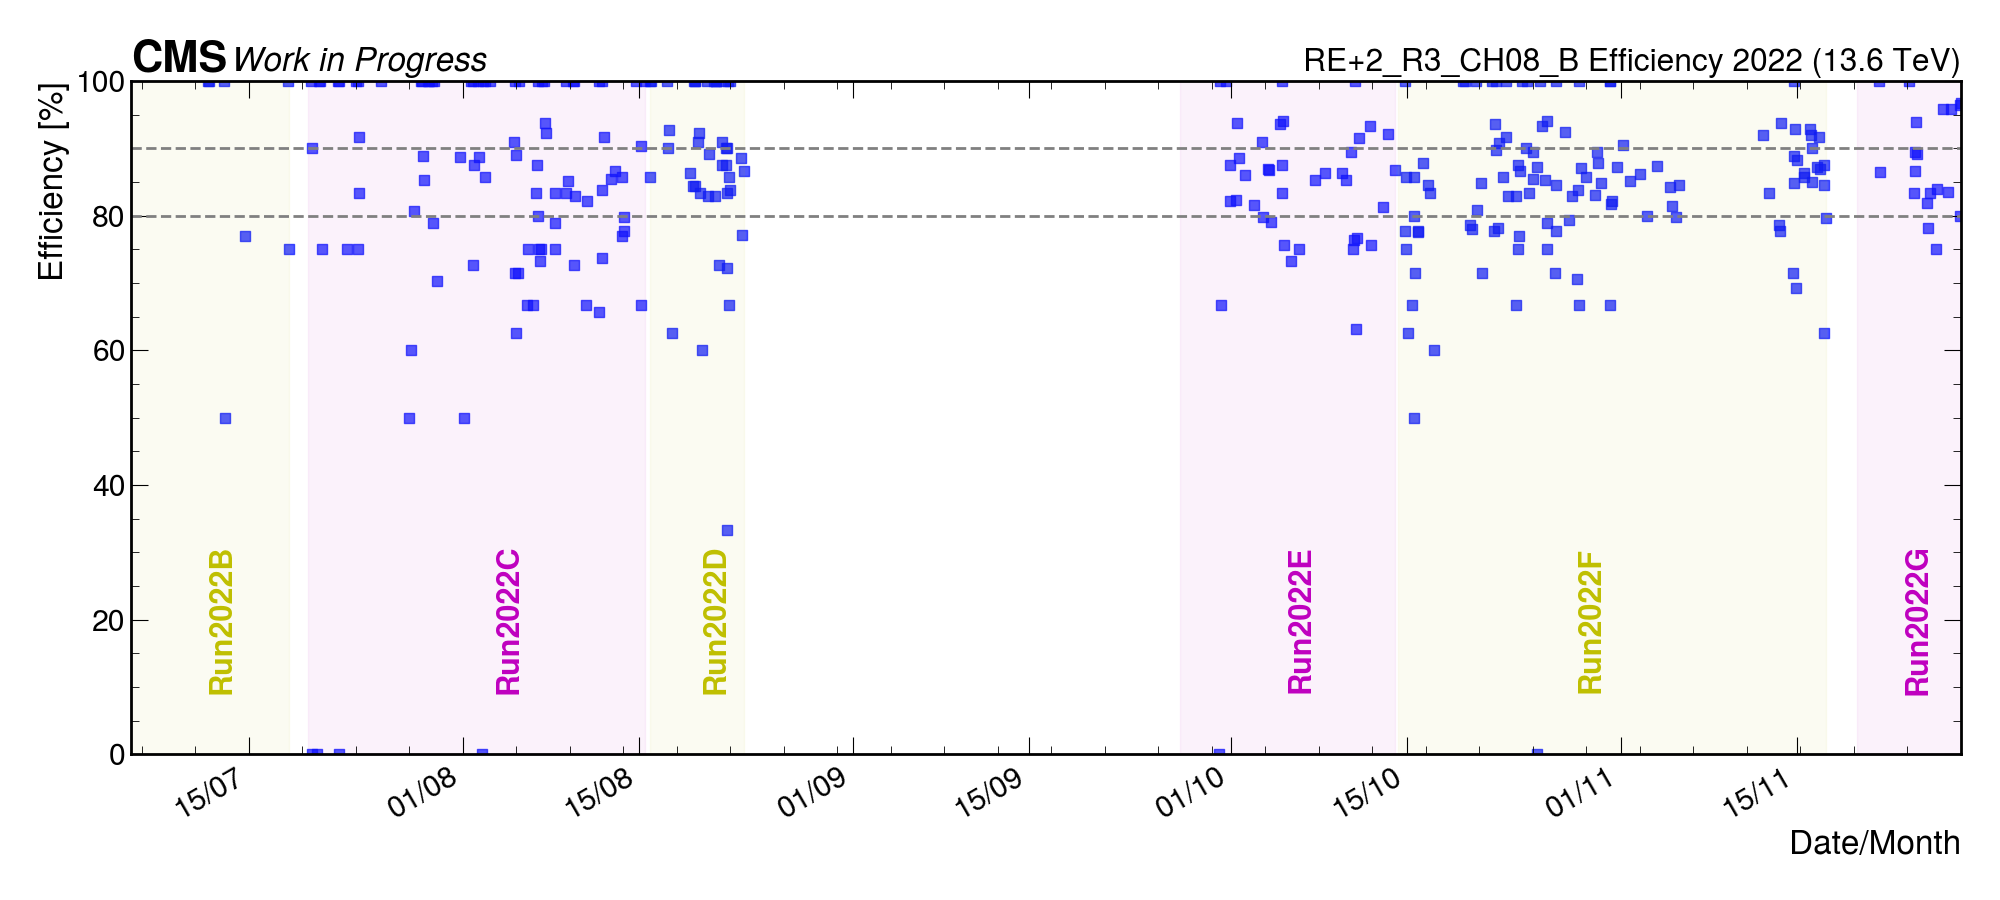 CMS Work in Progress
RE+2_R3_CH08_B Efficiency 2022 (13.6 TeV)
Efficiency [%]
100
80
60
40
20
0
Run2022B
Run2022C
Run2022D
Run2022E
Run2022F
Run2022G
15/07
01/08
15/08
01/09
15/09
01/10
15/10
01/11
15/11
Date/Month